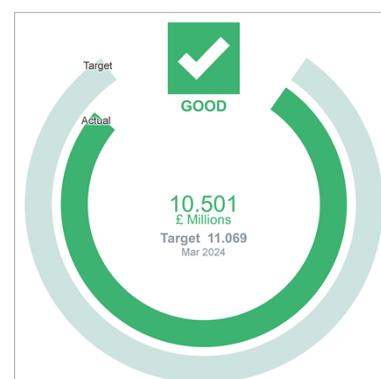 Target
GOOD
Actual
10.501
£ Millions
Target 11.069
Mar 2024